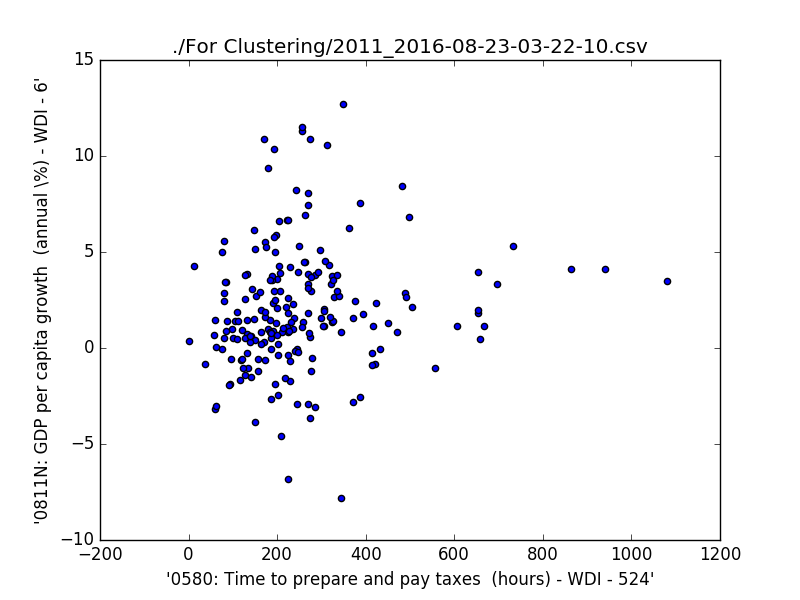 ./For Clustering/2011_2016-08-23-03-22-10.csv
'0811N: GDP per capita growth  (annual \%) - WDI - 6'
15
10
5
0
−5
−10
−200 0 200 400 600 800 1000 1200
'0580: Time to prepare and pay taxes  (hours) - WDI - 524'